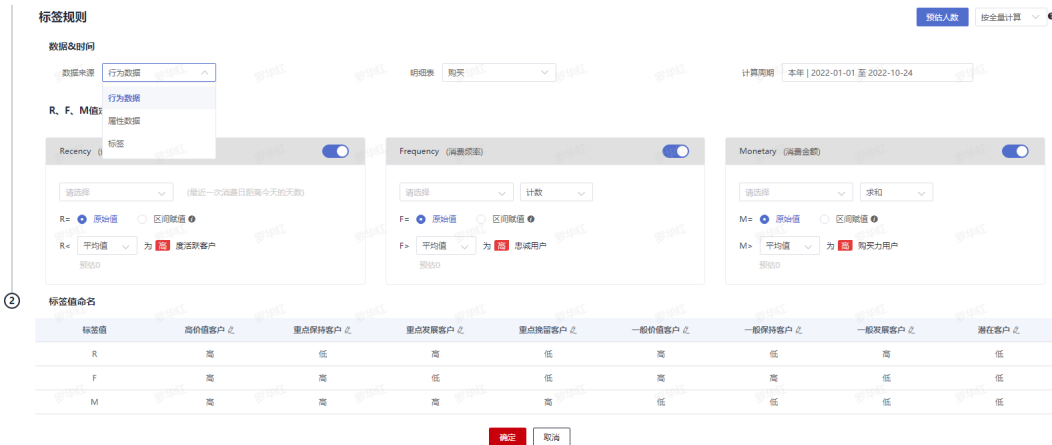 标签规则
预估人数 按全量计算
数据&时间
数据来源 行为数据 明细表 购买 计算周期 本年 | 2022-01-01 至 2022-10-24
行为数据
属性数据
标签
R、F、M值
Recency Frequency (消费频率) Monetary (消费金额)
请选择 (最近一次消费日距离今天的天数) 请选择 计数 请选择 求和
R= 原始值 区间赋值 F= 原始值 区间赋值 M= 原始值 区间赋值
R< 平均值 为 高 度活跃客户 F> 平均值 为 高 忠诚用户 M> 平均值 为 高 购买力用户
预估0 预估0 预估0
2 标签值命名
标签值 高价值客户 重点保持客户 重点发展客户 重点挽留客户 一般价值客户 一般保持客户 一般发展客户 潜在客户
R 高 低 高 低 高 低 高 低
F 高 高 低 低 高 高 低 低
M 高 高 高 高 低 低 低 低
确定 取消